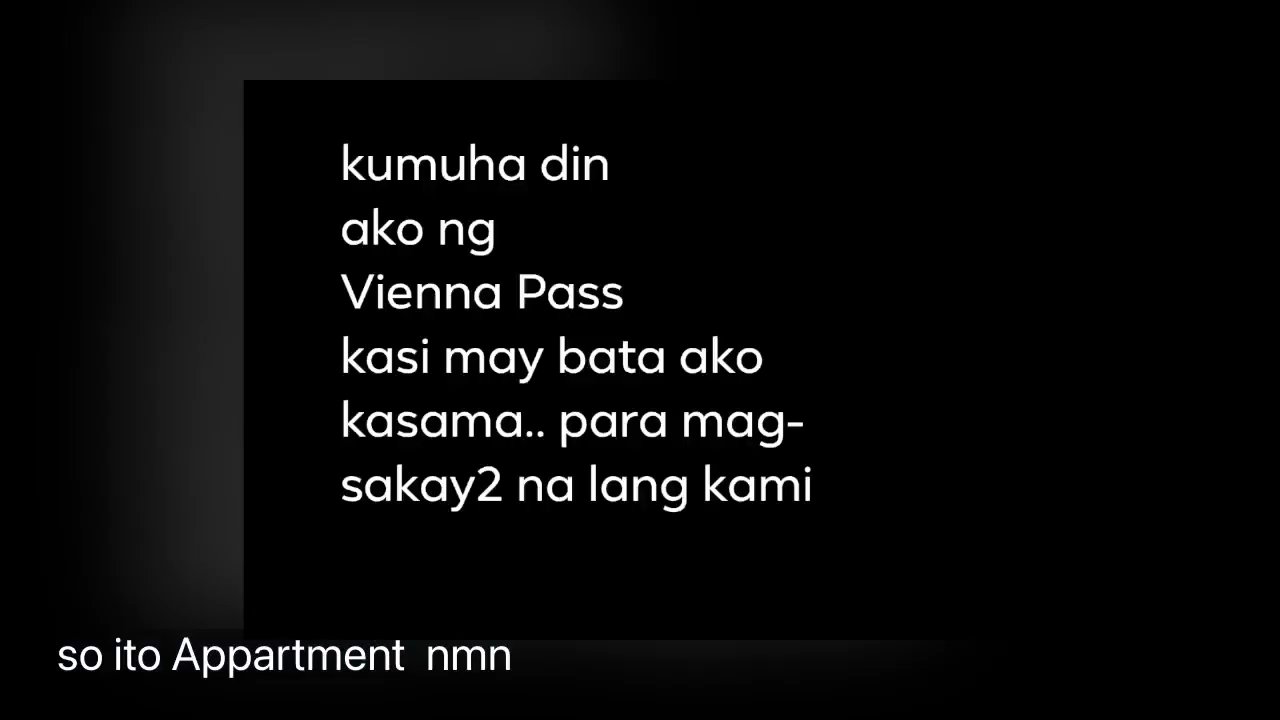 kumuha din
ako ng
Vienna Pass
kasi may bata ako
kasama.. para mag-
sakay2 na lang kami
so ito Appartment  nmn